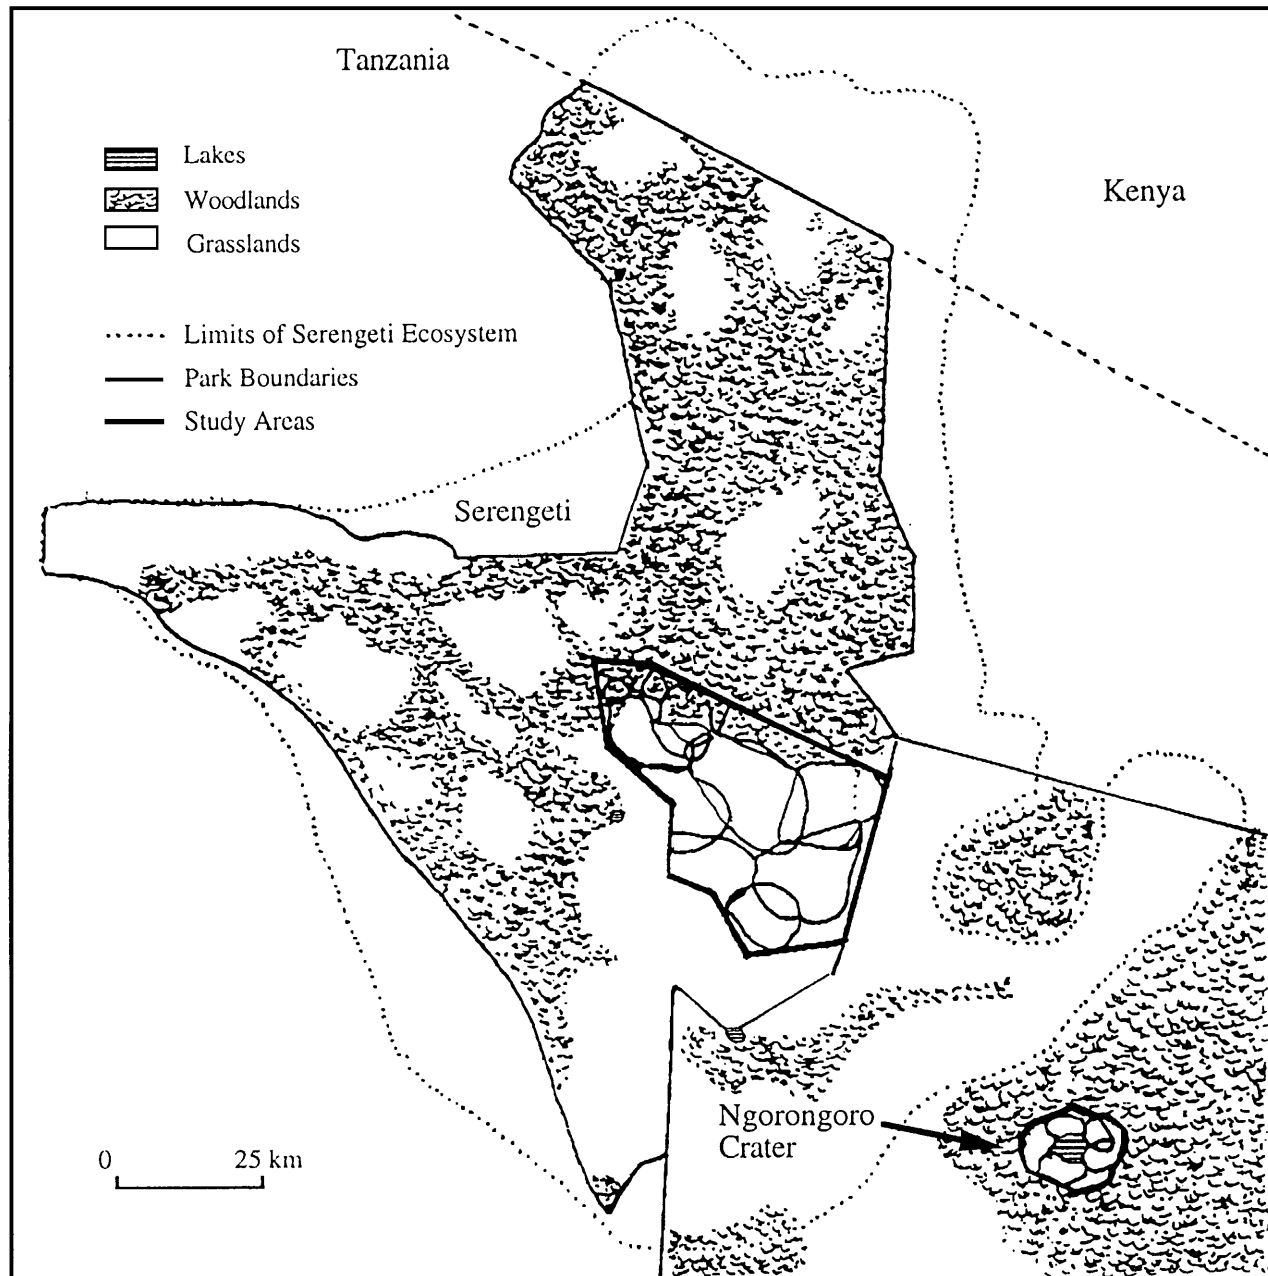 Tanzania
Kenya
Lakes
Woodlands
Grasslands
Limits of Serengeti Ecosystem
Park Boundaries
Study Areas
Serengeti
Ngorongoro
Crater
0 25 km